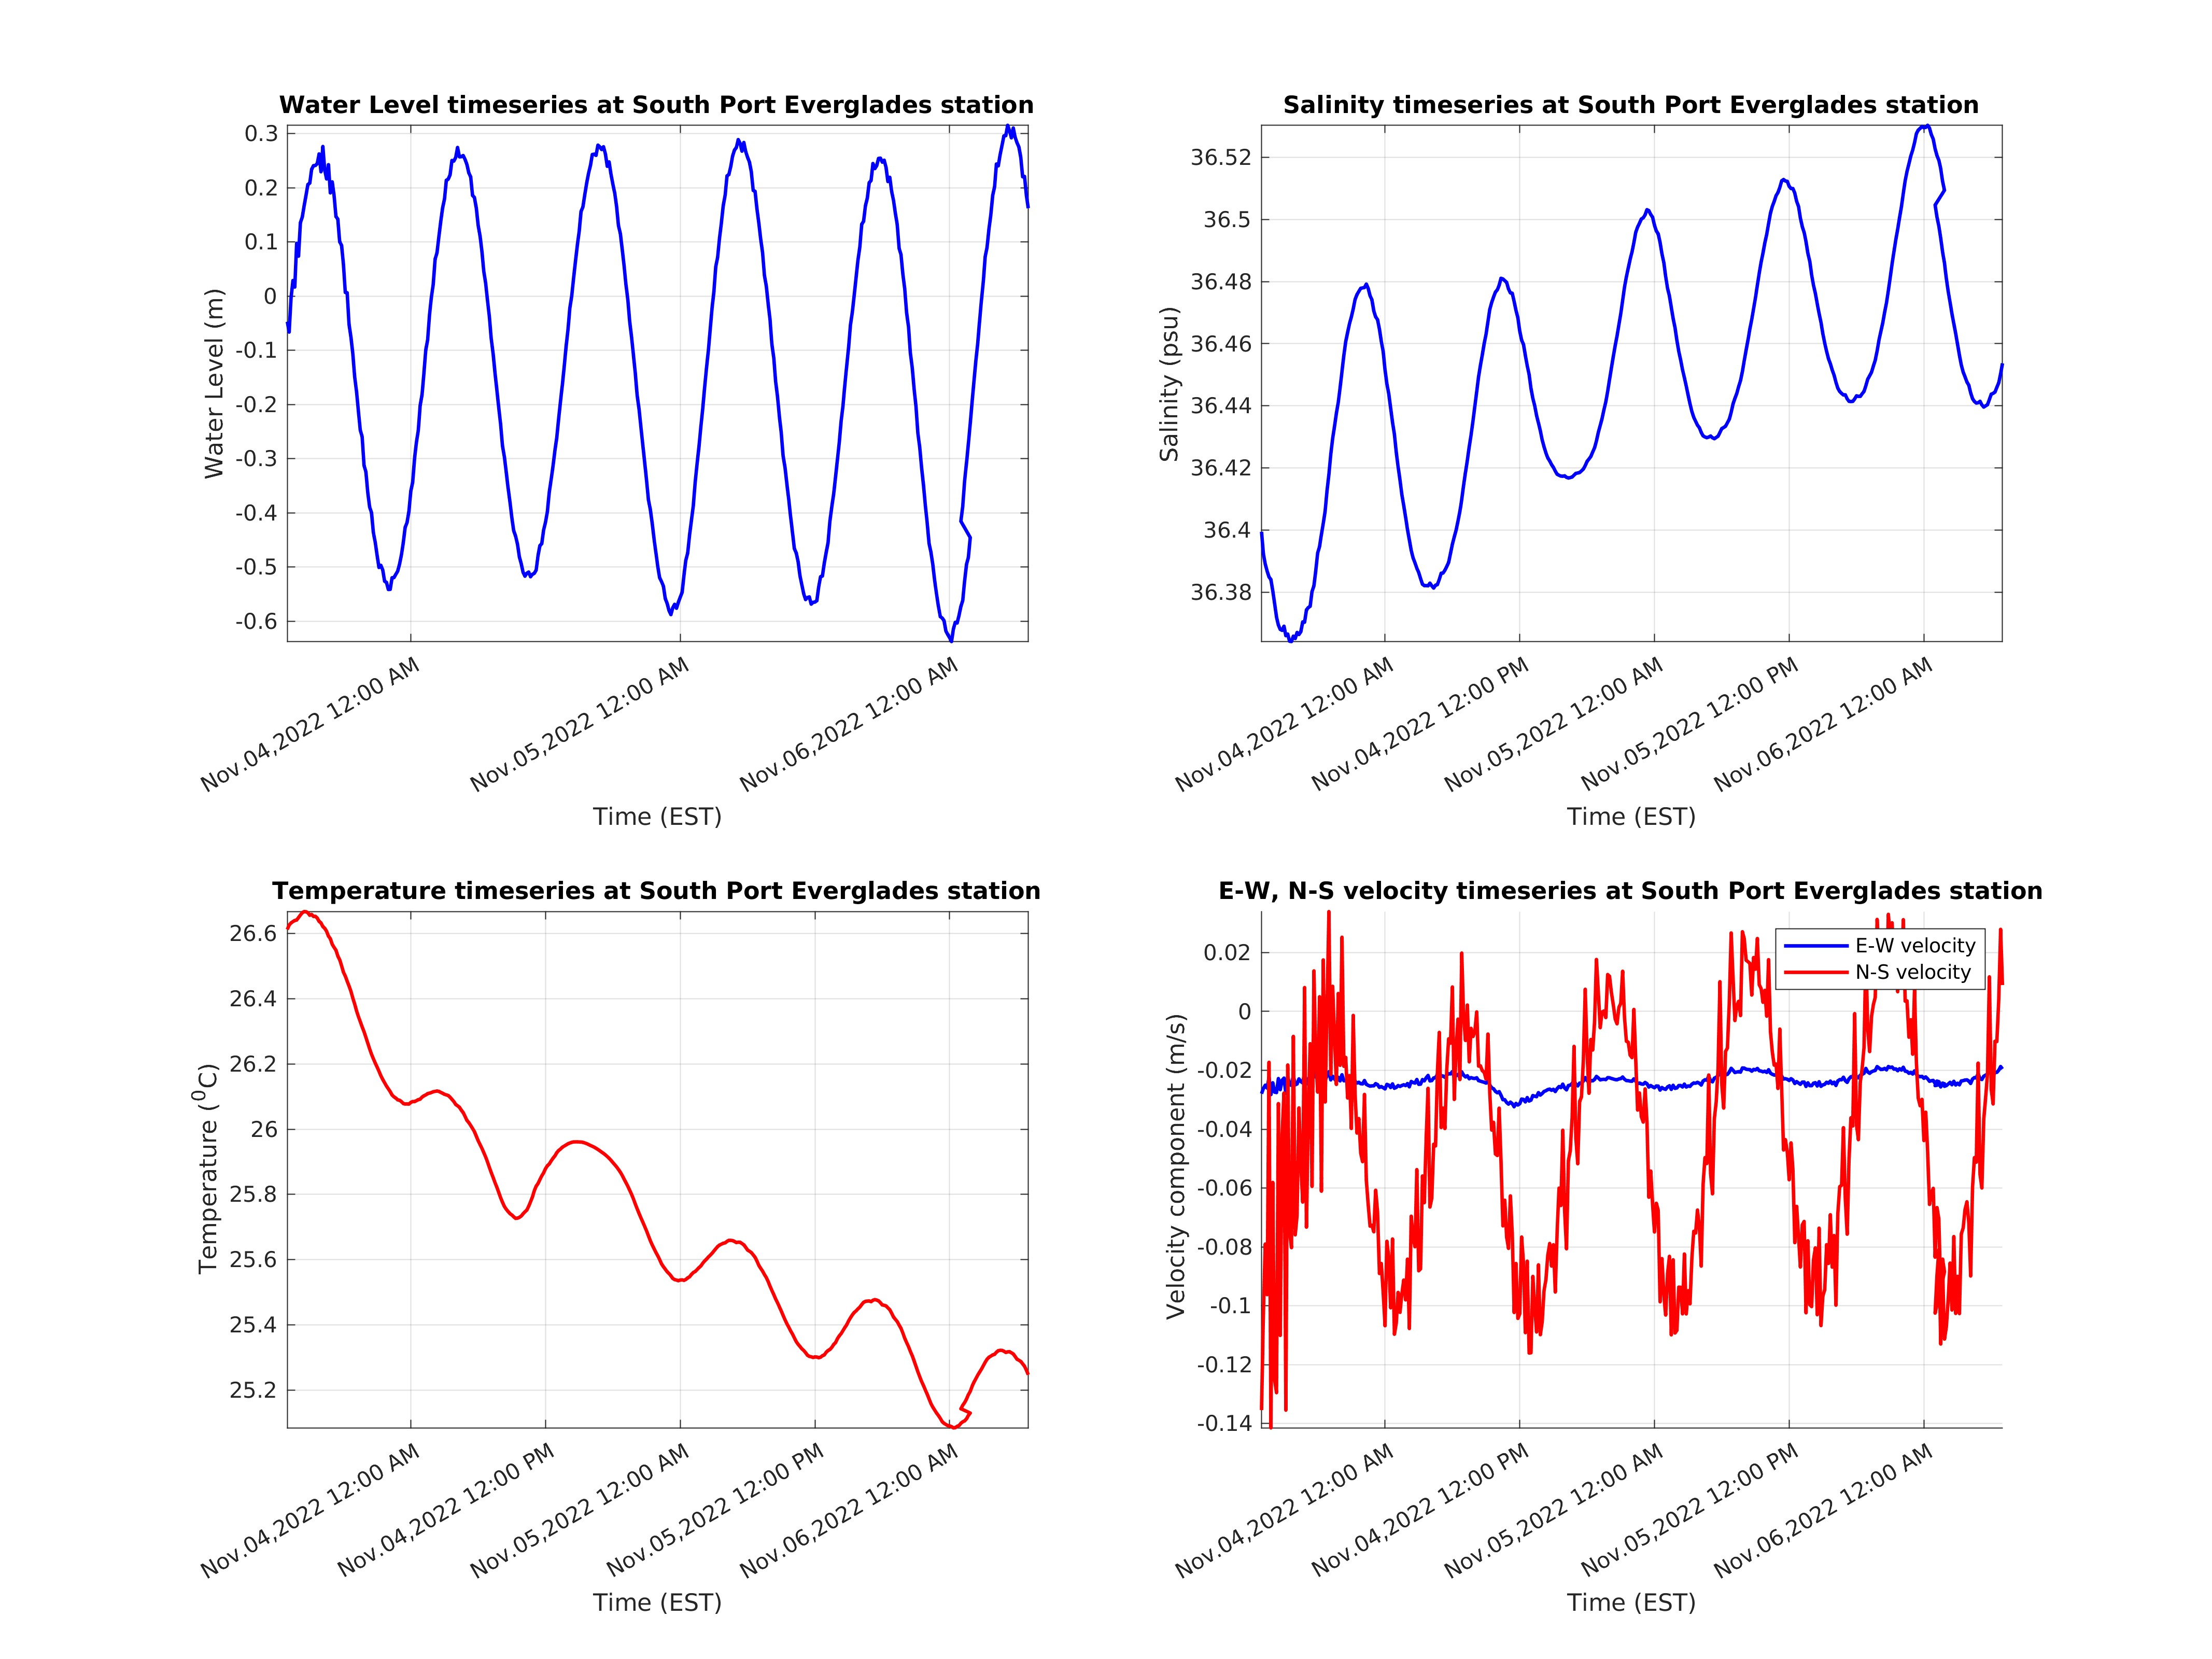 Water Level timeseries at South Port Everglades station
0.3
0.2
0.1
0
-0.1
-0.2
-0.3
-0.4
-0.5
-0.6
Water Level (m)
Nov.04,2022 12:00 AM
Nov.05,2022 12:00 AM
Nov.06,2022 12:00 AM
Time (EST)
Salinity timeseries at South Port Everglades station
36.52
36.5
36.48
36.46
36.44
36.42
36.4
36.38
Salinity (psu)
Nov.04,2022 12:00 AM
Nov.04,2022 12:00 PM
Nov.05,2022 12:00 AM
Nov.05,2022 12:00 PM
Nov.06,2022 12:00 AM
Time (EST)
Temperature timeseries at South Port Everglades station
26.6
26.4
26.2
26
25.8
25.6
25.4
25.2
Temperature (⁰C)
Nov.04,2022 12:00 AM
Nov.04,2022 12:00 PM
Nov.05,2022 12:00 AM
Nov.05,2022 12:00 PM
Nov.06,2022 12:00 AM
Time (EST)
E-W, N-S velocity timeseries at South Port Everglades station
E-W velocity
N-S velocity
0.02
0
-0.02
-0.04
-0.06
-0.08
-0.1
-0.12
-0.14
Velocity component (m/s)
Nov.04,2022 12:00 AM
Nov.04,2022 12:00 PM
Nov.05,2022 12:00 AM
Nov.05,2022 12:00 PM
Nov.06,2022 12:00 AM
Time (EST)